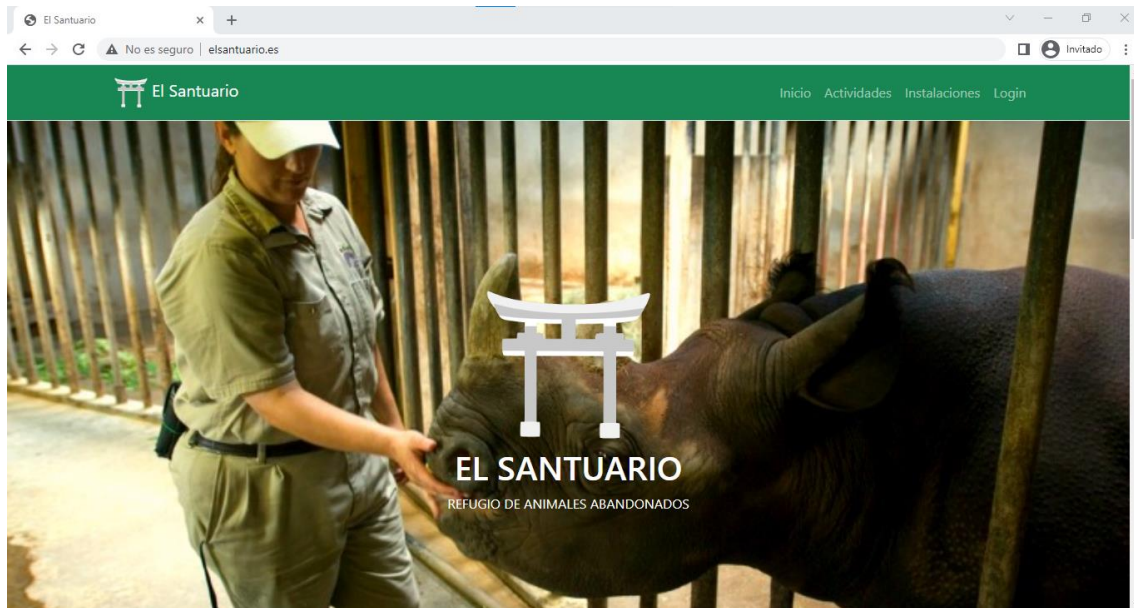 El Santuario
No es seguro | elsantuario.es
Invitado
El Santuario
Inicio Actividades Instalaciones Login
EL SANTUARIO
REFUGIO DE ANIMALES ABANDONADOS